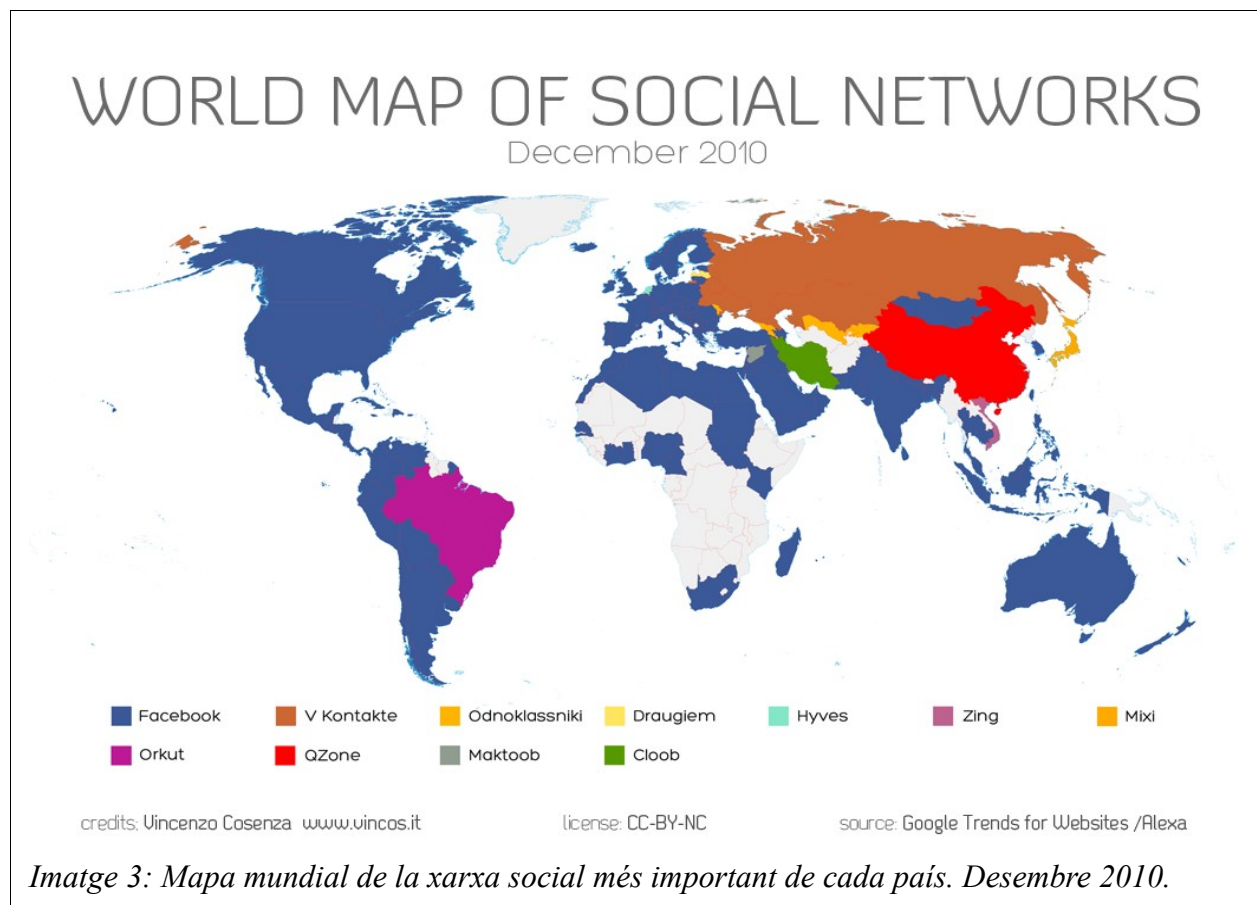 WORLD MAP OF SOCIAL NETWORKS
December 2010
Facebook V Kontakte Odnoklassniki Draugiem Hyves Zing Mixi
Orkut QZone Maktoob Cloob
credits: Vincenzo Cosenza www.vincos.it license: CC-BY-NC source: Google Trends for Websites /Alexa
Imatge 3: Mapa mundial de la xarxa social més important de cada país. Desembre 2010.